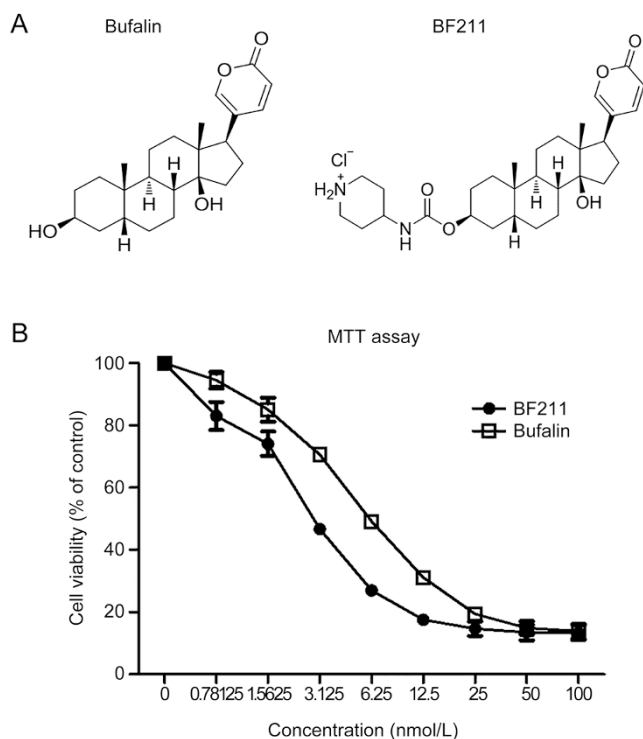 A
Bufalin
BF211
O
O
H
H
OH
HO
H
O
O
Cl⁻
H₂N⁺
N
H
O
O
H
H
OH
H
B
MTT assay
Cell viability (% of control)
100
80
60
40
20
0
BF211
Bufalin
0 0.78125 1.5625 3.125 6.25 12.5 25 50 100
Concentration (nmol/L)